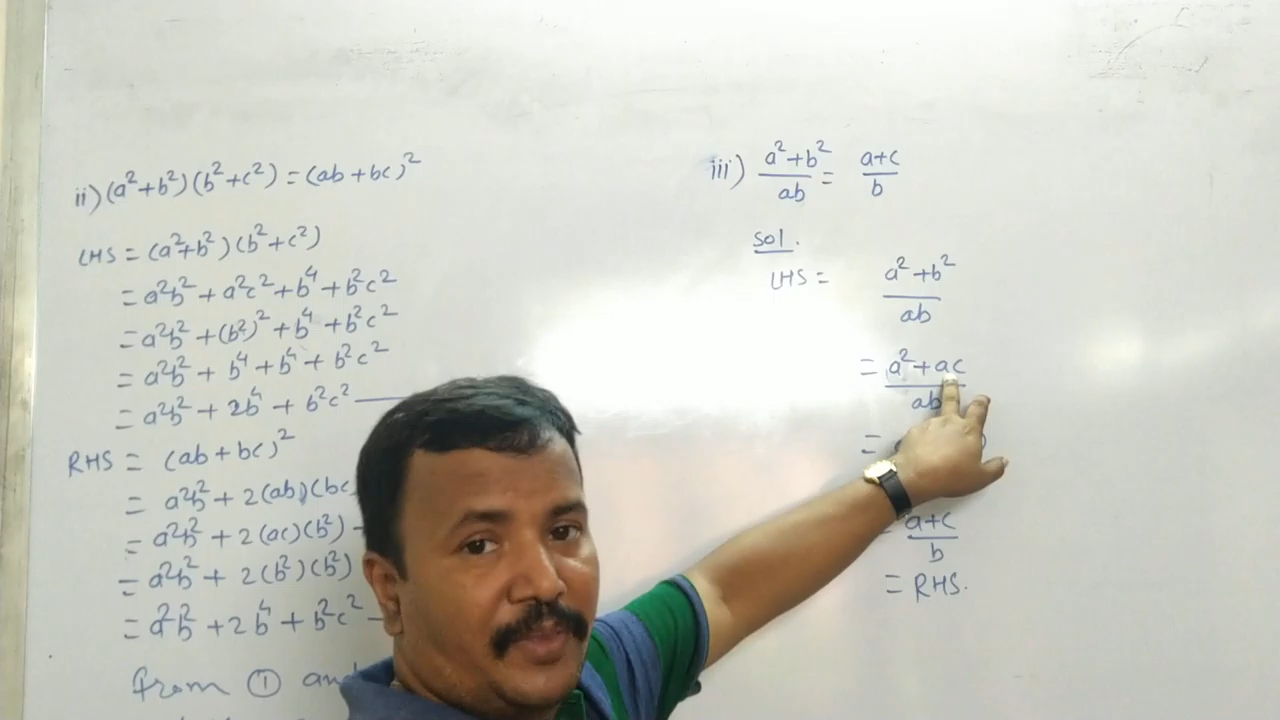 ii) (a²+b²)(b²+c²) = (ab+bc)²
LHS = (a²+b²)(b²+c²)
= a²b² + a²c² + b⁴ + b²c²
= a²b² + (b²)² + b⁴ + b²c²
= a²b² + b⁴ + b⁴ + b²c²
= a²b² + 2b⁴ + b²c²
RHS = (ab+bc)²
= a²b² + 2(ab)(bc
= a²b² + 2(ac)(b²)
= a²b² + 2(b²)(b²)
= a²b² + 2b⁴ + b²c²
from ①
iii) (a²+b²)/ab = (a+c)/b
Sol.
LHS = (a²+b²)/ab
= (a²+ac)/ab
=
= (a+c)/b
= RHS.